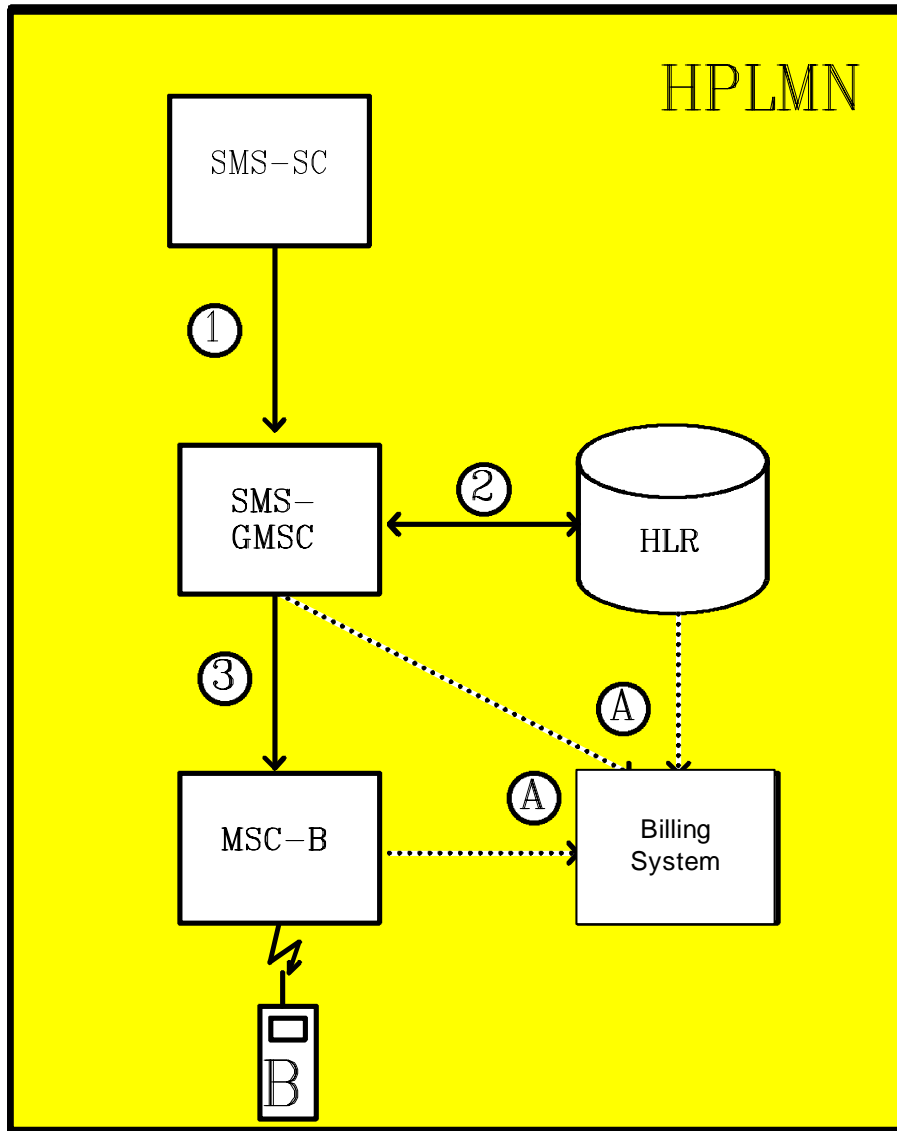 HPLMN
SMS-SC
1
SMS-
GMSC
2
HLR
3
A
A
MSC-B
Billing
System
B